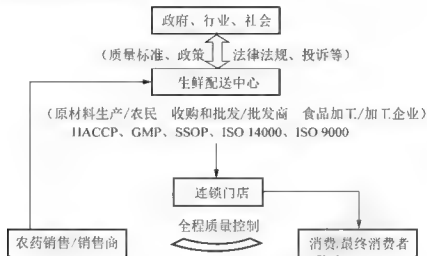 政府、行业、社会
（质量标准、政策 法律法规、投诉等）
生鲜配送中心
（原材料生产/农民 收购和批发/批发商 食品加工/加工企业）
HACCP、GMP、SSOP、ISO 14000、ISO 9000
连锁门店
全程质量控制
农药销售/销售商
消费/最终消费者